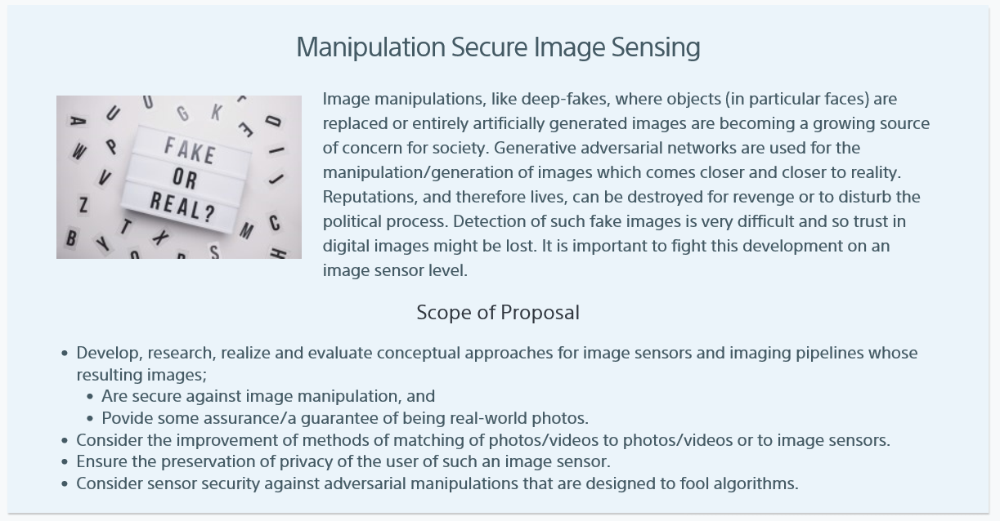 Manipulation Secure Image Sensing
A
U
U
G
K
D
W
P
FAKE
OR
REAL?
V
I
J
Z
B
Y
T
X
S
M
C
H
Image manipulations, like deep-fakes, where objects (in particular faces) are
replaced or entirely artificially generated images are becoming a growing source
of concern for society. Generative adversarial networks are used for the
manipulation/generation of images which comes closer and closer to reality.
Reputations, and therefore lives, can be destroyed for revenge or to disturb the
political process. Detection of such fake images is very difficult and so trust in
digital images might be lost. It is important to fight this development on an
image sensor level.
Scope of Proposal
• Develop, research, realize and evaluate conceptual approaches for image sensors and imaging pipelines whose
resulting images;
• Are secure against image manipulation, and
• Povide some assurance/a guarantee of being real-world photos.
• Consider the improvement of methods of matching of photos/videos to photos/videos or to image sensors.
• Ensure the preservation of privacy of the user of such an image sensor.
• Consider sensor security against adversarial manipulations that are designed to fool algorithms.